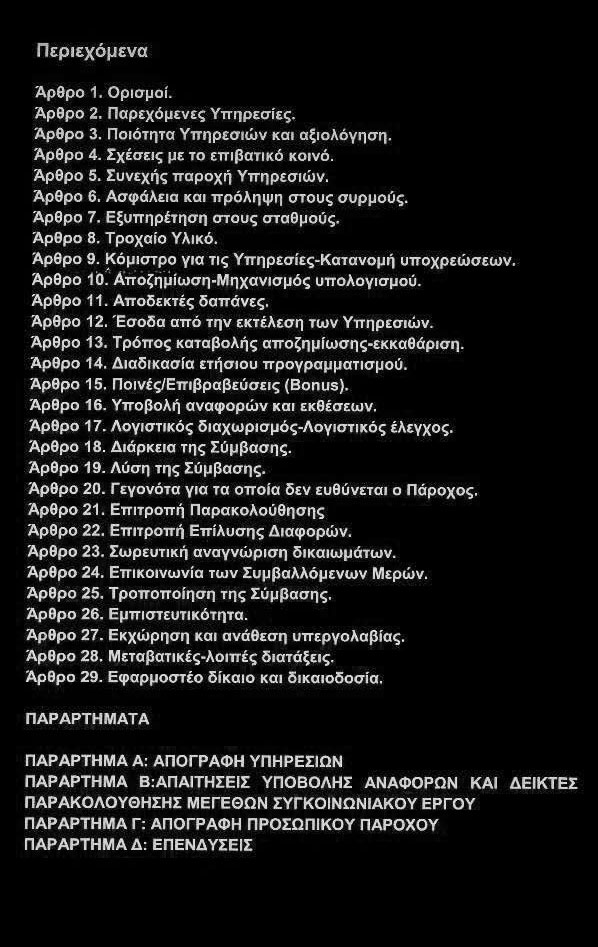 Περιεχόμενα
Άρθρο 1. Ορισμοί.
Άρθρο 2. Παρεχόμενες Υπηρεσίες.
Άρθρο 3. Ποιότητα Υπηρεσιών και αξιολόγηση.
Άρθρο 4. Σχέσεις με το επιβατικό κοινό.
Άρθρο 5. Συνεχής παροχή Υπηρεσιών.
Άρθρο 6. Ασφάλεια και πρόληψη στους συρμούς.
Άρθρο 7. Εξυπηρέτηση στους σταθμούς.
Άρθρο 8. Τροχαίο Υλικό.
Άρθρο 9. Κόμιστρο για τις Υπηρεσίες-Κατανομή υποχρεώσεων.
Άρθρο 10. Αποζημίωση-Μηχανισμός υπολογισμού.
Άρθρο 11. Αποδεκτές δαπάνες.
Άρθρο 12. Έσοδα από την εκτέλεση των Υπηρεσιών.
Άρθρο 13. Τρόπος καταβολής αποζημίωσης-εκκαθάριση.
Άρθρο 14. Διαδικασία ετήσιου προγραμματισμού.
Άρθρο 15. Ποινές/Επιβραβεύσεις (Bonus).
Άρθρο 16. Υποβολή αναφορών και εκθέσεων.
Άρθρο 17. Λογιστικός διαχωρισμός-Λογιστικός έλεγχος.
Άρθρο 18. Διάρκεια της Σύμβασης.
Άρθρο 19. Λύση της Σύμβασης.
Άρθρο 20. Γεγονότα για τα οποία δεν ευθύνεται ο Πάροχος.
Άρθρο 21. Επιτροπή Παρακολούθησης
Άρθρο 22. Επιτροπή Επίλυσης Διαφορών.
Άρθρο 23. Σωρευτική αναγνώριση δικαιωμάτων.
Άρθρο 24. Επικοινωνία των Συμβαλλόμενων Μερών.
Άρθρο 25. Τροποποίηση της Σύμβασης.
Άρθρο 26. Εμπιστευτικότητα.
Άρθρο 27. Εκχώρηση και ανάθεση υπεργολαβίας.
Άρθρο 28. Μεταβατικές-λοιπές διατάξεις.
Άρθρο 29. Εφαρμοστέο δίκαιο και δικαιοδοσία.
ΠΑΡΑΡΤΗΜΑΤΑ
ΠΑΡΑΡΤΗΜΑ Α: ΑΠΟΓΡΑΦΗ ΥΠΗΡΕΣΙΩΝ
ΠΑΡΑΡΤΗΜΑ Β:ΑΠΑΙΤΗΣΕΙΣ ΥΠΟΒΟΛΗΣ ΑΝΑΦΟΡΩΝ ΚΑΙ ΔΕΙΚΤΕΣ
ΠΑΡΑΚΟΛΟΥΘΗΣΗΣ ΜΕΓΕΘΩΝ ΣΥΓΚΟΙΝΩΝΙΑΚΟΥ ΕΡΓΟΥ
ΠΑΡΑΡΤΗΜΑ Γ: ΑΠΟΓΡΑΦΗ ΠΡΟΣΩΠΙΚΟΥ ΠΑΡΟΧΟΥ
ΠΑΡΑΡΤΗΜΑ Δ: ΕΠΕΝΔΥΣΕΙΣ